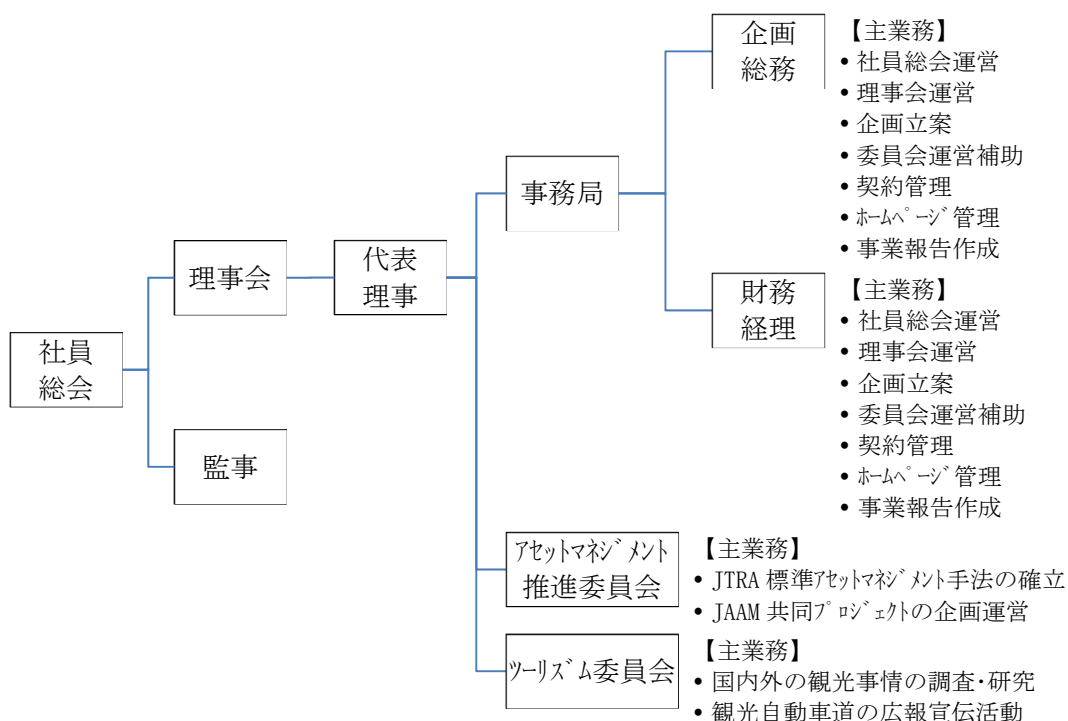 企画
総務
【主業務】
• 社員総会運営
• 理事会運営
• 企画立案
• 委員会運営補助
• 契約管理
• ﾎｰﾑﾍﾟｰｼﾞ管理
• 事業報告作成
事務局
代表
理事
理事会
社員
総会
監事
財務
経理
【主業務】
• 社員総会運営
• 理事会運営
• 企画立案
• 委員会運営補助
• 契約管理
• ﾎｰﾑﾍﾟｰｼﾞ管理
• 事業報告作成
ｱｾｯﾄﾏﾈｼﾞﾒﾝﾄ
推進委員会
【主業務】
• JTRA 標準ｱｾｯﾄﾏﾈｼﾞﾒﾝﾄ手法の確立
• JAAM 共同ﾌﾟﾛｼﾞｪｸﾄの企画運営
ﾂｰﾘｽﾞﾑ委員会
【主業務】
• 国内外の観光事情の調査･研究
• 観光自動車道の広報宣伝活動